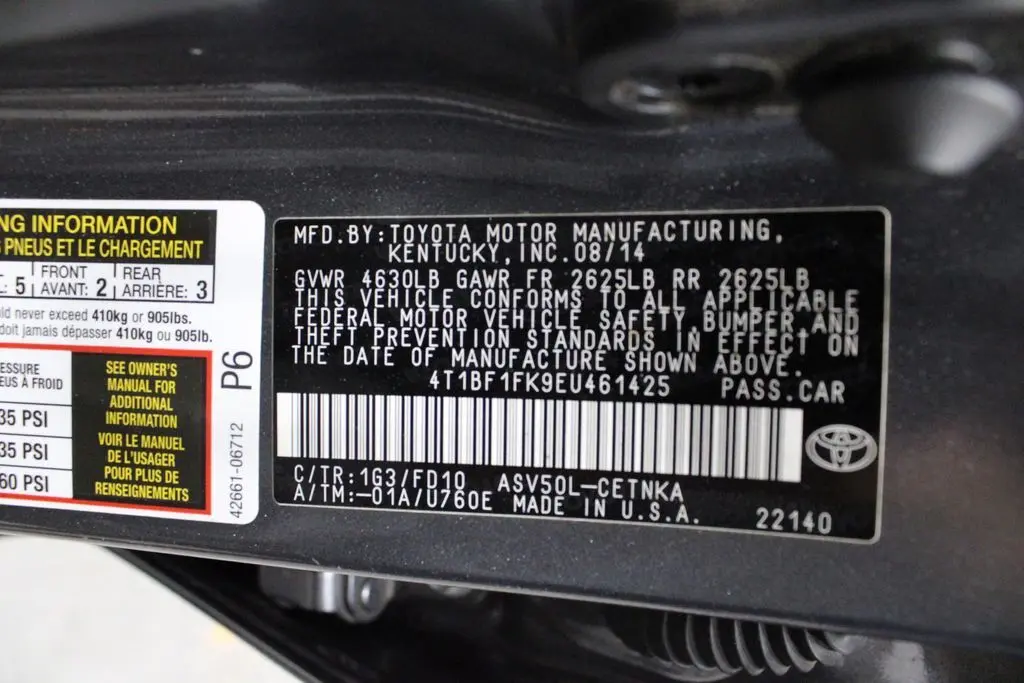 NG INFORMATION
PNEUS ET LE CHARGEMENT
5 FRONT AVANT: 2 REAR ARRIÈRE: 3
never exceed 410kg or 905lbs.
doit jamais dépasser 410kg ou 905lb.
À FROID
35 PSI
35 PSI
60 PSI
SEE OWNER'S
MANUAL FOR
ADDITIONAL
INFORMATION
VOIR LE MANUEL
DE L'USAGER
POUR PLUS DE
RENSEIGNEMENTS
P6
42661-06712
MFD.BY:TOYOTA MOTOR MANUFACTURING,
KENTUCKY,INC.08/14
GVWR 4630LB GAWR FR 2625LB RR 2625LB
THIS VEHICLE CONFORMS TO ALL APPLICABLE
FEDERAL MOTOR VEHICLE SAFETY,BUMPER,AND
THEFT PREVENTION STANDARDS IN EFFECT ON
THE DATE OF MANUFACTURE SHOWN ABOVE.
4T1BF1FK9EU461425 PASS.CAR
C/TR:1G3/FD10 ASV50L-CETNKA
A/TM:-01A/U760E MADE IN U.S.A. 22140